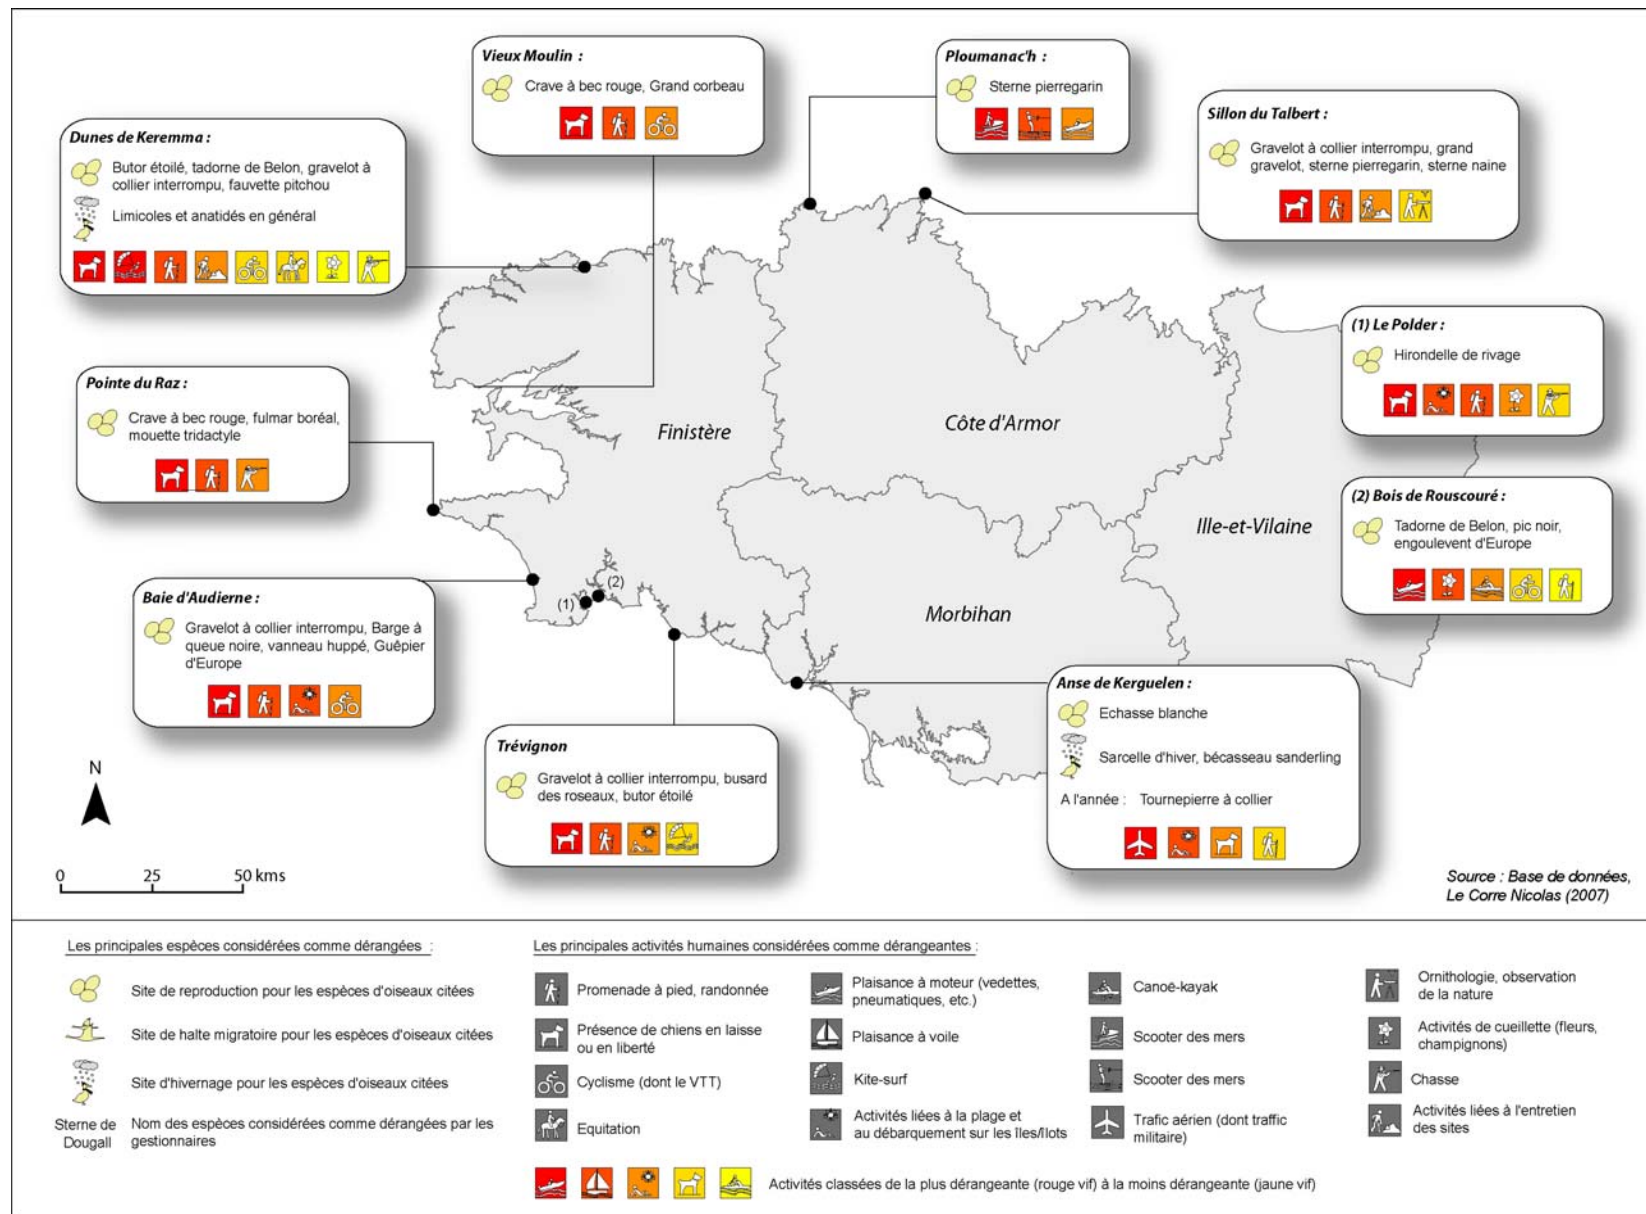 Vieux Moulin :
Crave à bec rouge, Grand corbeau
Ploumanac'h :
Sterne pierregarin
Sillon du Talbert :
Gravelot à collier interrompu, grand
gravelot, sterne pierregarin, sterne naine
Dunes de Keremma :
Butor étoilé, tadorne de Belon, gravelot à
collier interrompu, fauvette pitchou
Limicoles et anatidés en général
(1) Le Polder :
Hirondelle de rivage
Pointe du Raz :
Crave à bec rouge, fulmar boréal,
mouette tridactyle
Finistère
Côte d'Armor
Ille-et-Vilaine
Morbihan
(2) Bois de Rouscouré :
Tadorne de Belon, pic noir,
engoulevent d'Europe
(1)
(2)
Baie d'Audierne :
Gravelot à collier interrompu, Barge à
queue noire, vanneau huppé, Guêpier
d'Europe
Trévignon
Gravelot à collier interrompu, busard
des roseaux, butor étoilé
Anse de Kerguelen :
Echasse blanche
Sarcelle d'hiver, bécasseau sanderling
A l'année : Tournepierre à collier
N
0 25 50 kms
Source : Base de données,
Le Corre Nicolas (2007)
Les principales espèces considérées comme dérangées :
Site de reproduction pour les espèces d'oiseaux citées
Site de halte migratoire pour les espèces d'oiseaux citées
Site d'hivernage pour les espèces d'oiseaux citées
Sterne de
Dougall
Nom des espèces considérées comme dérangées par les
gestionnaires
Les principales activités humaines considérées comme dérangeantes :
Promenade à pied, randonnée
Présence de chiens en laisse
ou en liberté
Cyclisme (dont le VTT)
Equitation
Plaisance à moteur (vedettes,
pneumatiques, etc.)
Plaisance à voile
Kite-surf
Activités liées à la plage et
au débarquement sur les îles/îlots
Canoë-kayak
Scooter des mers
Scooter des mers
Trafic aérien (dont traffic
militaire)
Ornithologie, observation
de la nature
Activités de cueillette (fleurs,
champignons)
Chasse
Activités liées à l'entretien
des sites
Activités classées de la plus dérangeante (rouge vif) à la moins dérangeante (jaune vif)